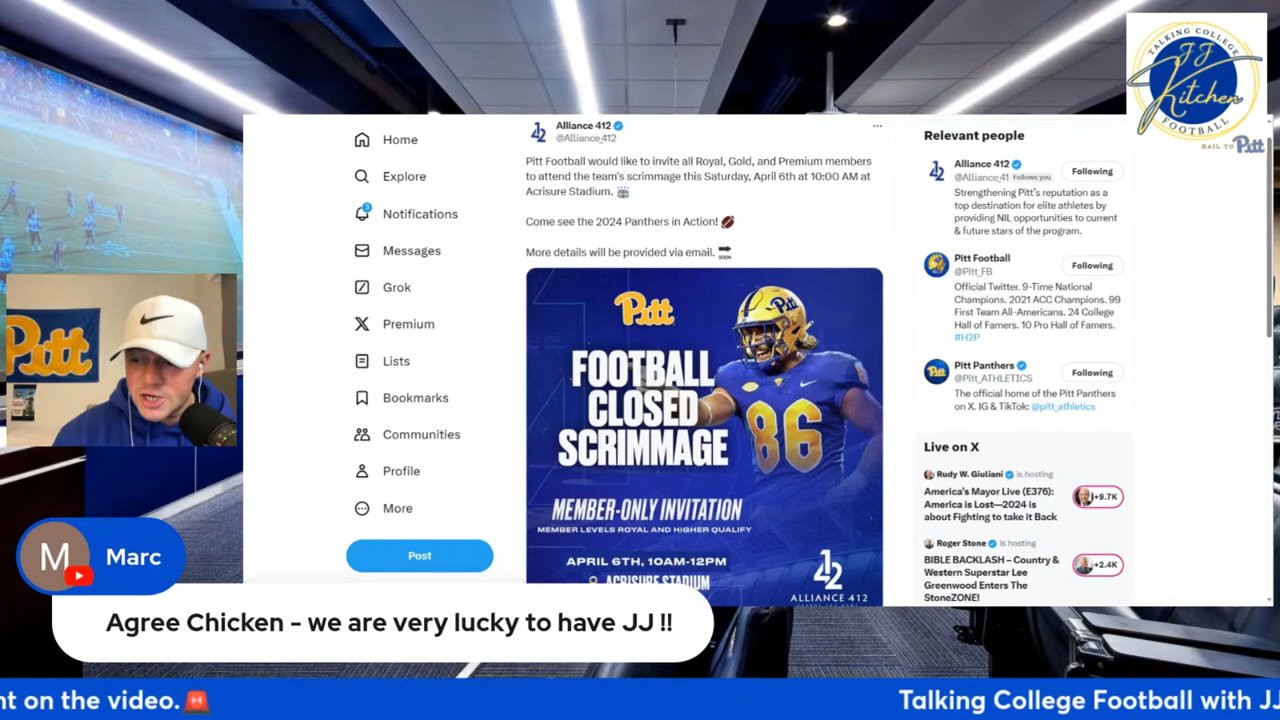 TALKING COLLEGE
JJ
Kitchen
FOOTBALL
HAIL TO Pitt
Home
Explore
Notifications
3
Messages
Grok
Premium
Lists
Bookmarks
Communities
Profile
More
Post
Alliance 412
@Alliance_412
Pitt Football would like to invite all Royal, Gold, and Premium members
to attend the team's scrimmage this Saturday, April 6th at 10:00 AM at
Acrisure Stadium.
Come see the 2024 Panthers in Action!
More details will be provided via email.
SOON
Pitt
FOOTBALL
CLOSED
SCRIMMAGE
Pitt
86
MEMBER-ONLY INVITATION
MEMBER LEVELS ROYAL AND HIGHER QUALIFY
APRIL 6TH, 10AM-12PM
ACRISURE STADIUM
412
ALLIANCE 412
Relevant people
Alliance 412
@Alliance_41 Follows you
Following
Strengthening Pitt's reputation as a
top destination for elite athletes by
providing NIL opportunities to current
& future stars of the program.
Pitt Football
@Pitt_FB
Following
Official Twitter. 9-Time National
Champions. 2021 ACC Champions. 99
First Team All-Americans. 24 College
Hall of Famers. 10 Pro Hall of Famers.
#H2P
Pitt Panthers
@Pitt_ATHLETICS
Following
The official home of the Pitt Panthers
on X. IG & TikTok: @pitt_athletics
Live on X
Rudy W. Giuliani is hosting
America's Mayor Live (E376):
America is Lost—2024 is
about Fighting to take it Back
+9.7K
Roger Stone is hosting
BIBLE BACKLASH – Country &
Western Superstar Lee
Greenwood Enters The
StoneZONE!
+2.4K
Pitt
M
Marc
Agree Chicken - we are very lucky to have JJ !!
nt on the video.
Talking College Football with JJ